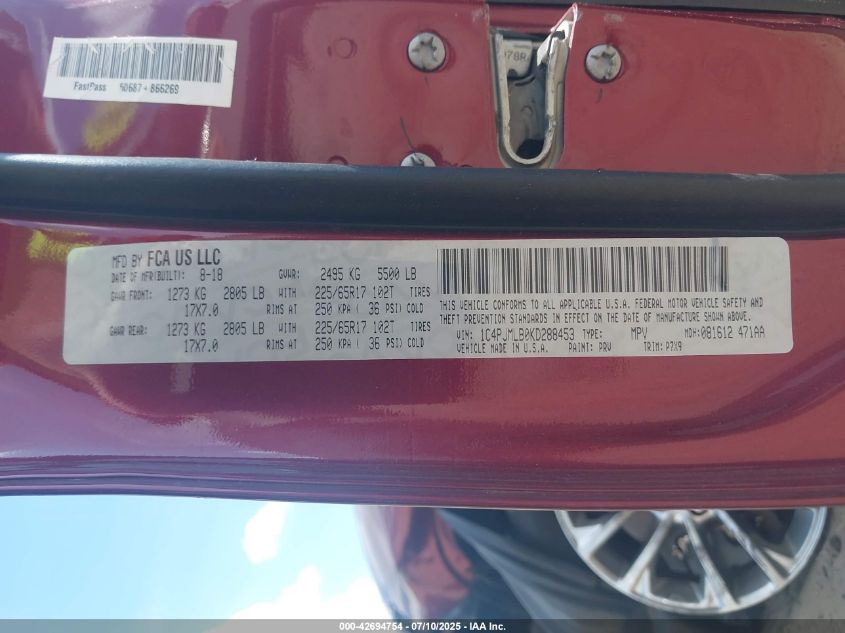 FastPass 50687 - 866269
MFD BY FCA US LLC
DATE OF MFR(BUILT): 8-18 GVWR: 2495 KG 5500 LB
GAWR FRONT: 1273 KG 2805 LB WITH 225/65R17 102T TIRES
17X7.0 RIMS AT 250 KPA ( 36 PSI) COLD
GAWR REAR: 1273 KG 2805 LB WITH 225/65R17 102T TIRES
17X7.0 RIMS AT 250 KPA ( 36 PSI) COLD
THIS VEHICLE CONFORMS TO ALL APPLICABLE U.S.A. FEDERAL MOTOR VEHICLE SAFETY AND
THEFT PREVENTION STANDARDS IN EFFECT ON THE DATE OF MANUFACTURE SHOWN ABOVE.
VIN: 1C4PJMLB0KD288453 TYPE: MPV MDH: 081612 471AA
VEHICLE MADE IN U.S.A. PAINT: PRV TRIM: P7X9
000-42694754 - 07/10/2025 - IAA Inc.